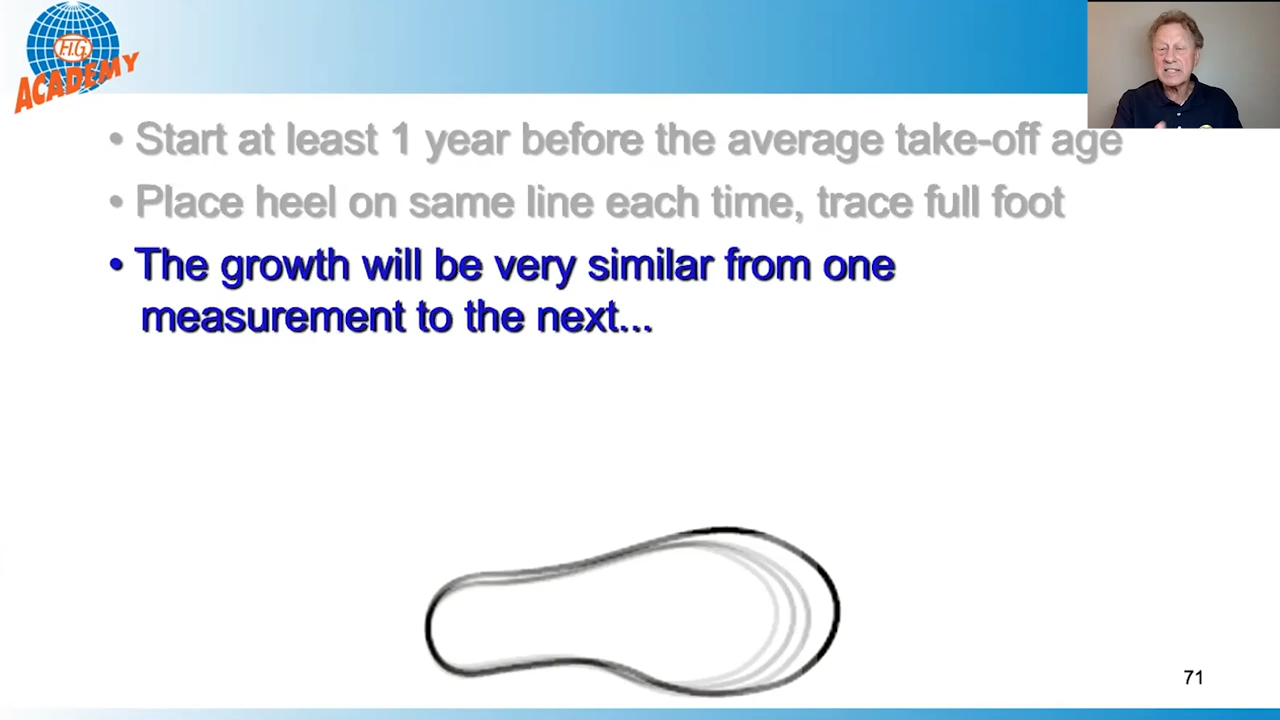 F.I.G.
ACADEMY
• Start at least 1 year before the average take-off age
• Place heel on same line each time, trace full foot
• The growth will be very similar from one
measurement to the next...
71